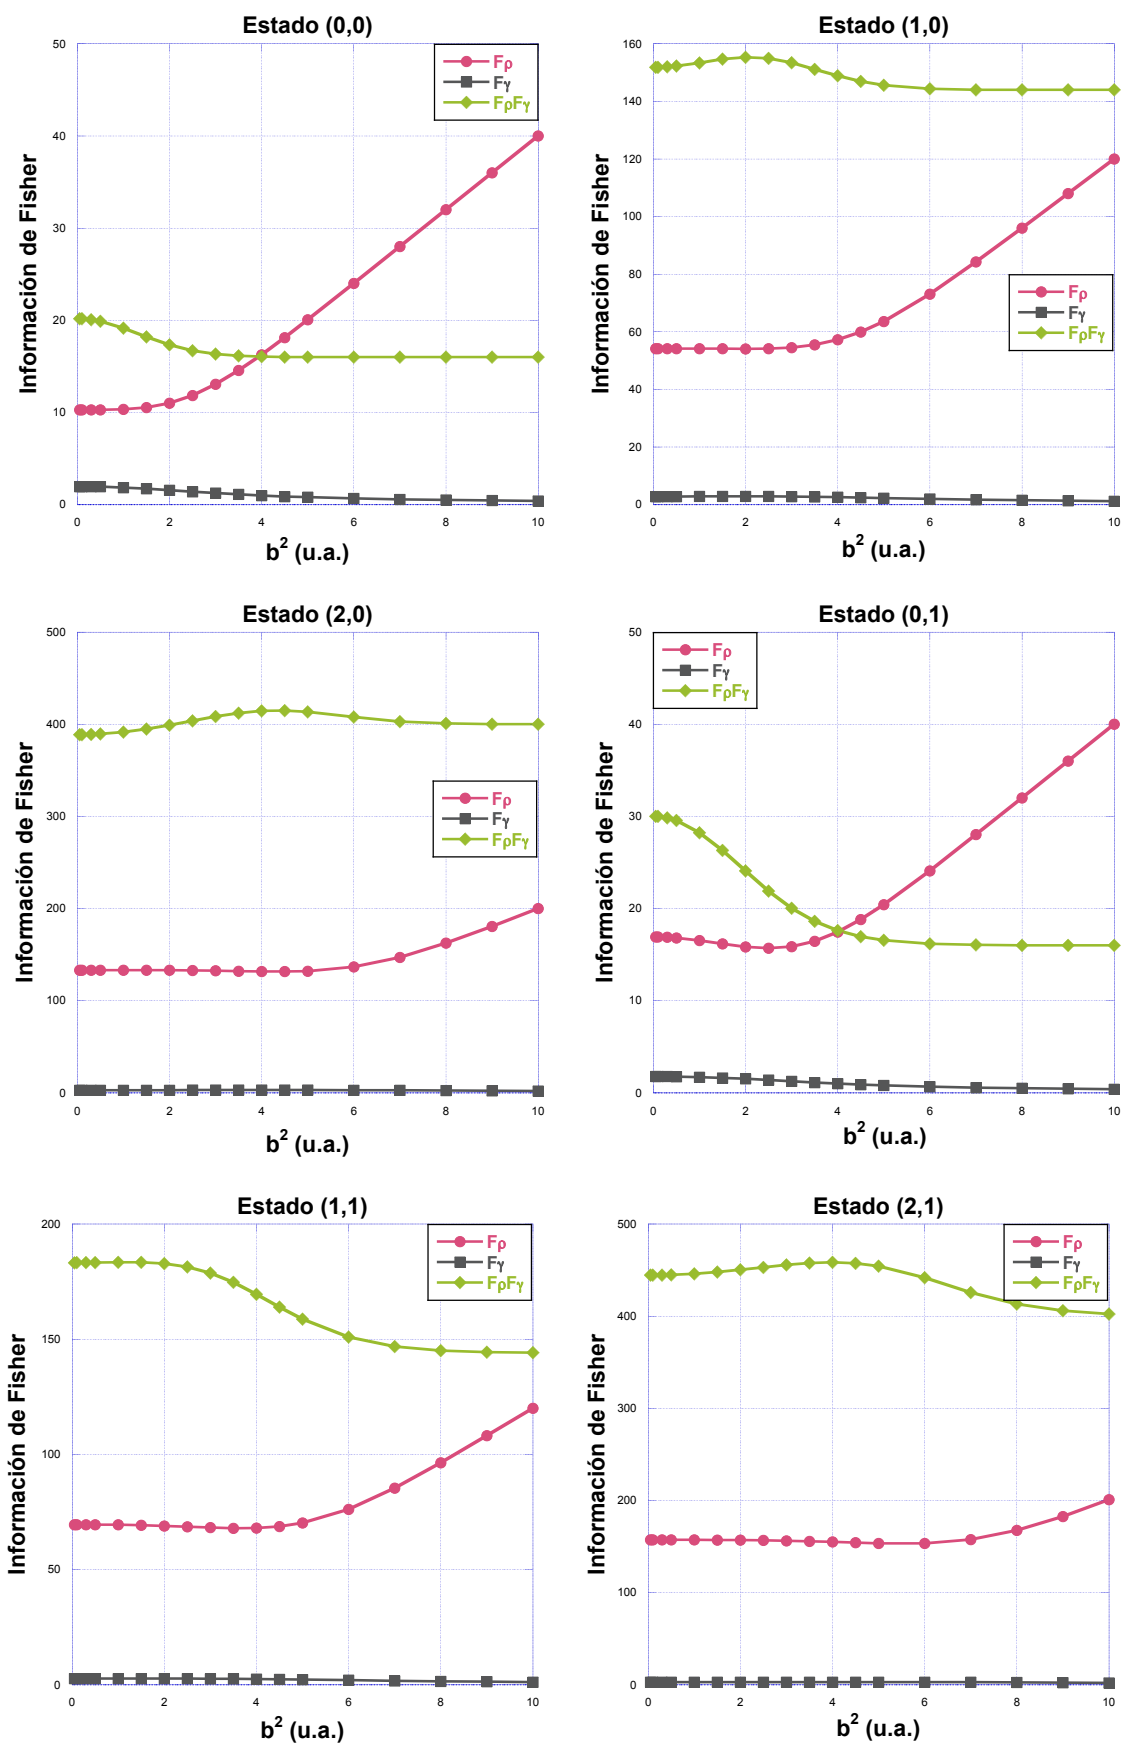 Estado (0,0)
50
40
30
20
10
0
0 2 4 6 8 10
Información de Fisher
b² (u.a.)
Fρ
Fγ
FρFγ
Estado (1,0)
160
140
120
100
80
60
40
20
0
0 2 4 6 8 10
Información de Fisher
b² (u.a.)
Fρ
Fγ
FρFγ
Estado (2,0)
500
400
300
200
100
0
0 2 4 6 8 10
Información de Fisher
b² (u.a.)
Fρ
Fγ
FρFγ
Estado (0,1)
50
40
30
20
10
0
0 2 4 6 8 10
Información de Fisher
b² (u.a.)
Fρ
Fγ
FρFγ
Estado (1,1)
200
150
100
50
0
0 2 4 6 8 10
Información de Fisher
b² (u.a.)
Fρ
Fγ
FρFγ
Estado (2,1)
500
400
300
200
100
0
0 2 4 6 8 10
Información de Fisher
b² (u.a.)
Fρ
Fγ
FρFγ